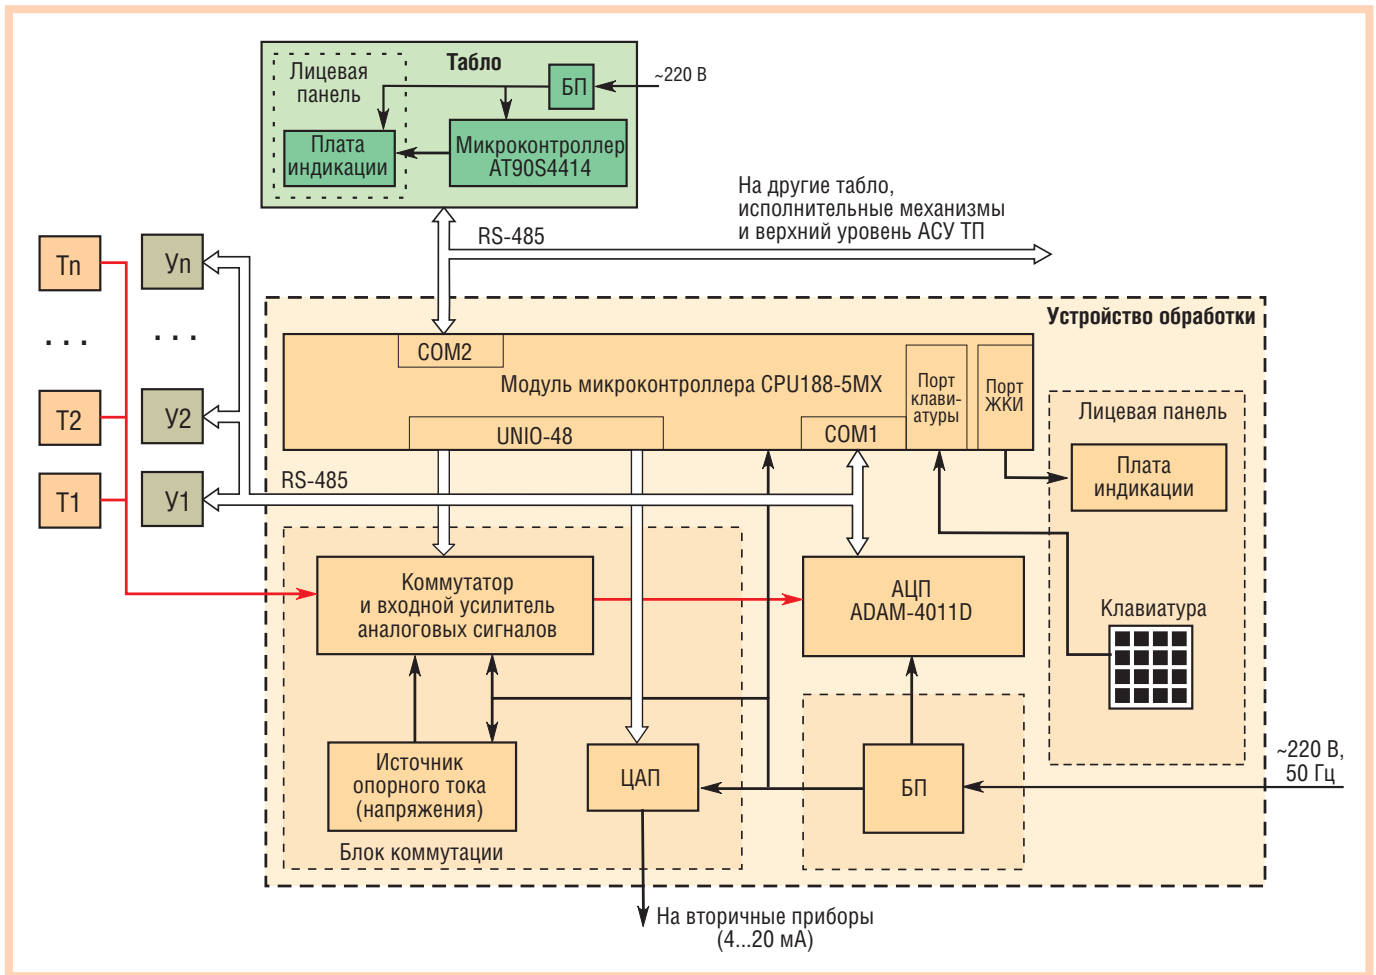 Табло
Лицевая
панель
БП
~220 В
Плата
индикации
Микроконтроллер
AT90S4414
На другие табло,
исполнительные механизмы
и верхний уровень АСУ ТП
RS-485
Тn
Уn
. . .
. . .
Т2
У2
Т1
У1
Устройство обработки
COM2
Модуль микроконтроллера CPU188-5MX
Порт
клави-
атуры
Порт
ЖКИ
UNIO-48
COM1
RS-485
Лицевая панель
Плата
индикации
Коммутатор
и входной усилитель
аналоговых сигналов
АЦП
ADAM-4011D
Клавиатура
Источник
опорного тока
(напряжения)
ЦАП
БП
~220 В,
50 Гц
Блок коммутации
На вторичные приборы
(4...20 мА)